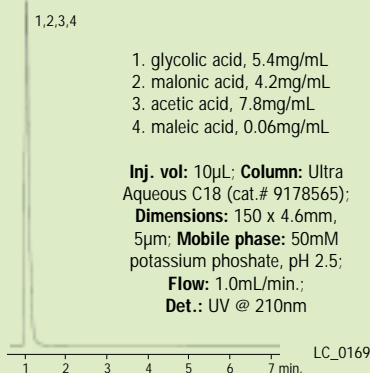 1,2,3,4
1. glycolic acid, 5.4mg/mL
2. malonic acid, 4.2mg/mL
3. acetic acid, 7.8mg/mL
4. maleic acid, 0.06mg/mL
Inj. vol: 10µL; Column: Ultra
Aqueous C18 (cat.# 9178565);
Dimensions: 150 x 4.6mm,
5µm; Mobile phase: 50mM
potassium phoshate, pH 2.5;
Flow: 1.0mL/min.;
Det.: UV @ 210nm
LC_0169
1 2 3 4 5 6 7 min.